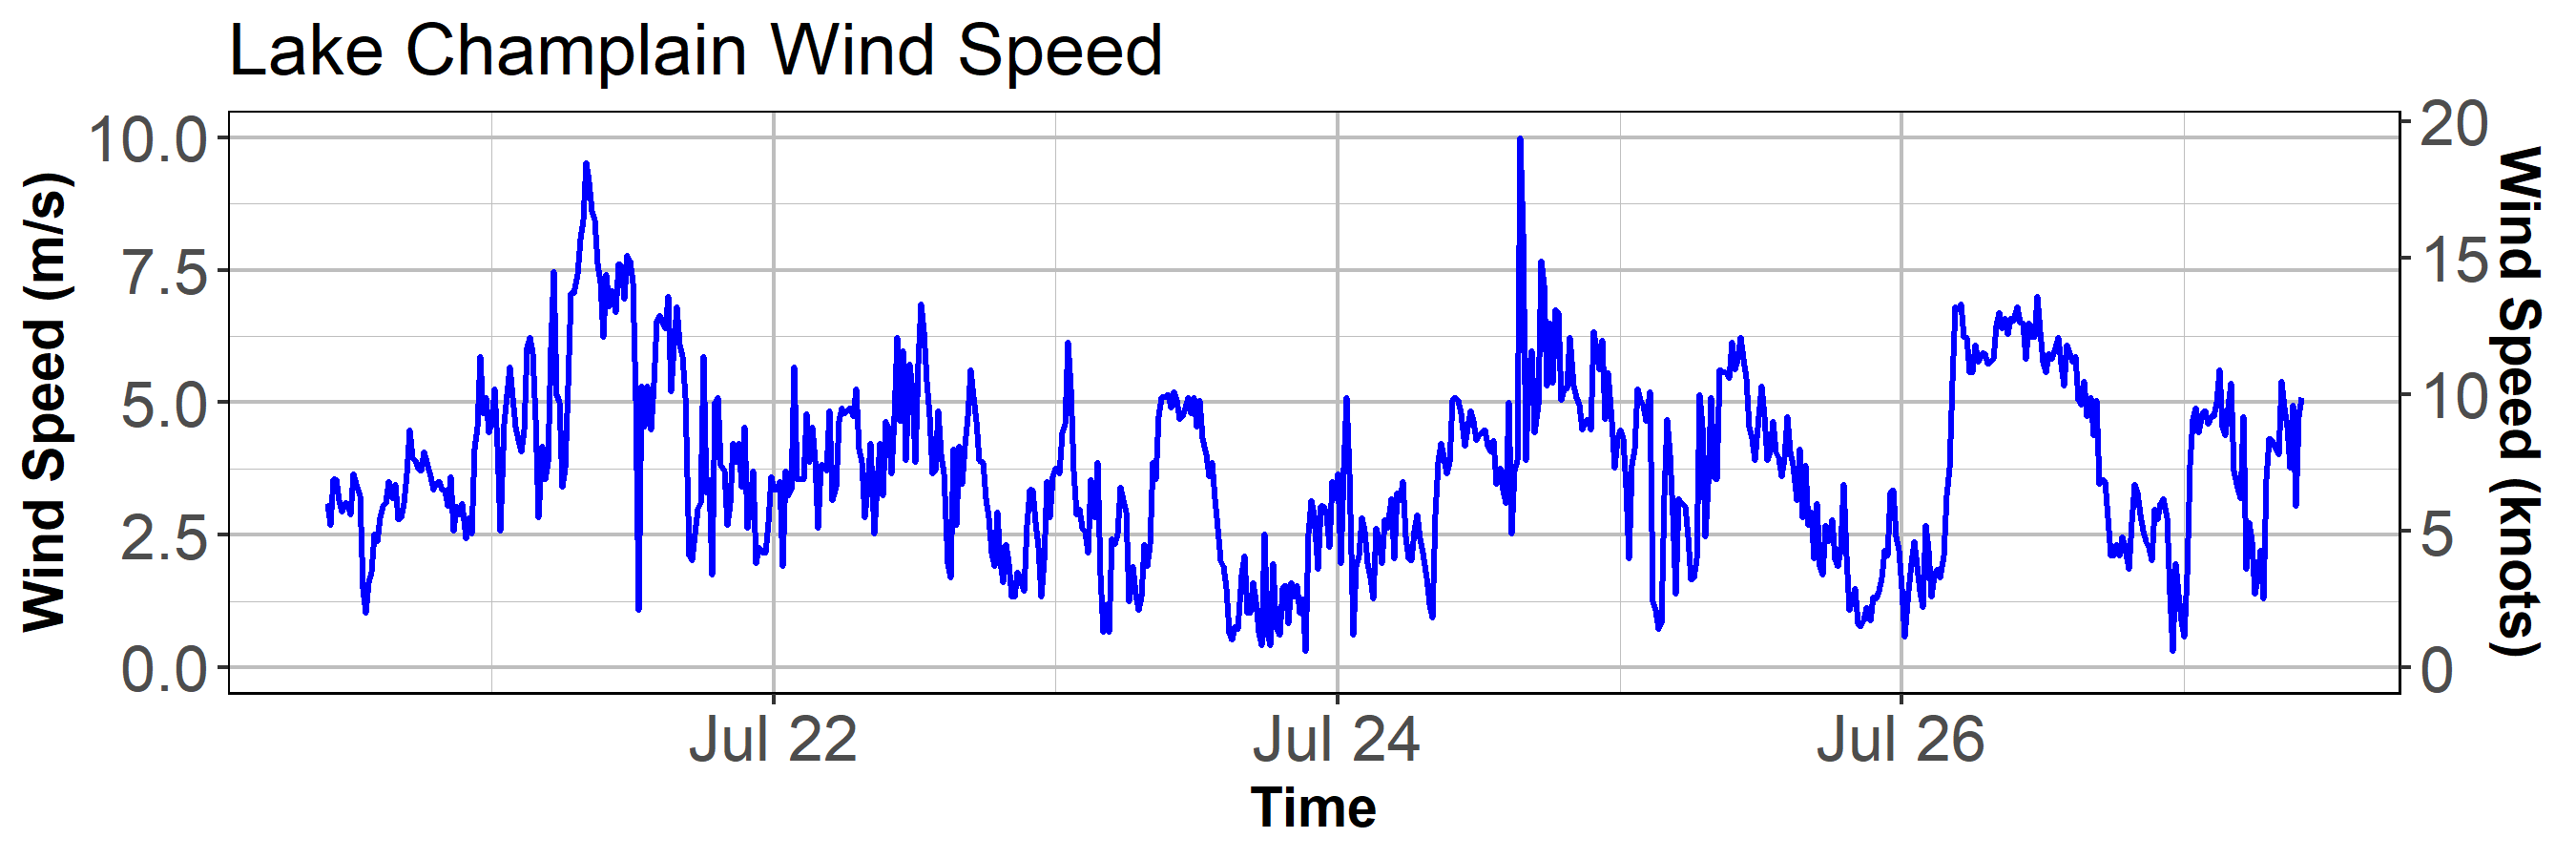 Lake Champlain Wind Speed
Wind Speed (m/s)
10.0
7.5
5.0
2.5
0.0
20
15
10
5
0
Wind Speed (knots)
Jul 22
Jul 24
Jul 26
Time